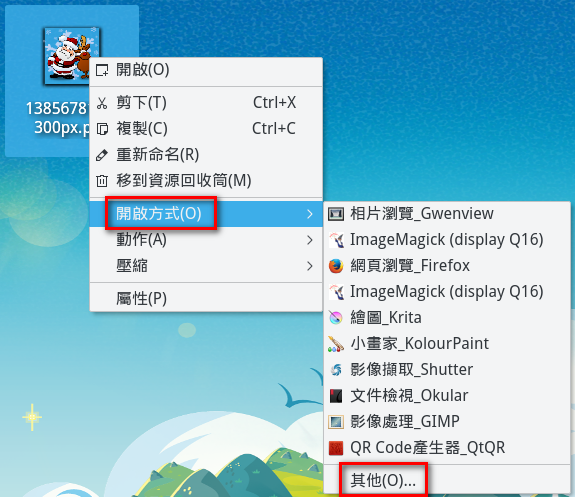 13856781
300px.p
開啟(O)
剪下(T) Ctrl+X
複製(C) Ctrl+C
重新命名(R)
移到資源回收筒(M)
開啟方式(O)
動作(A)
壓縮
屬性(P)
相片瀏覽_Gwenview
ImageMagick (display Q16)
網頁瀏覽_Firefox
ImageMagick (display Q16)
繪圖_Krita
小畫家_KolourPaint
影像擷取_Shutter
文件檢視_Okular
影像處理_GIMP
QR Code產生器_QtQR
其他(O)...